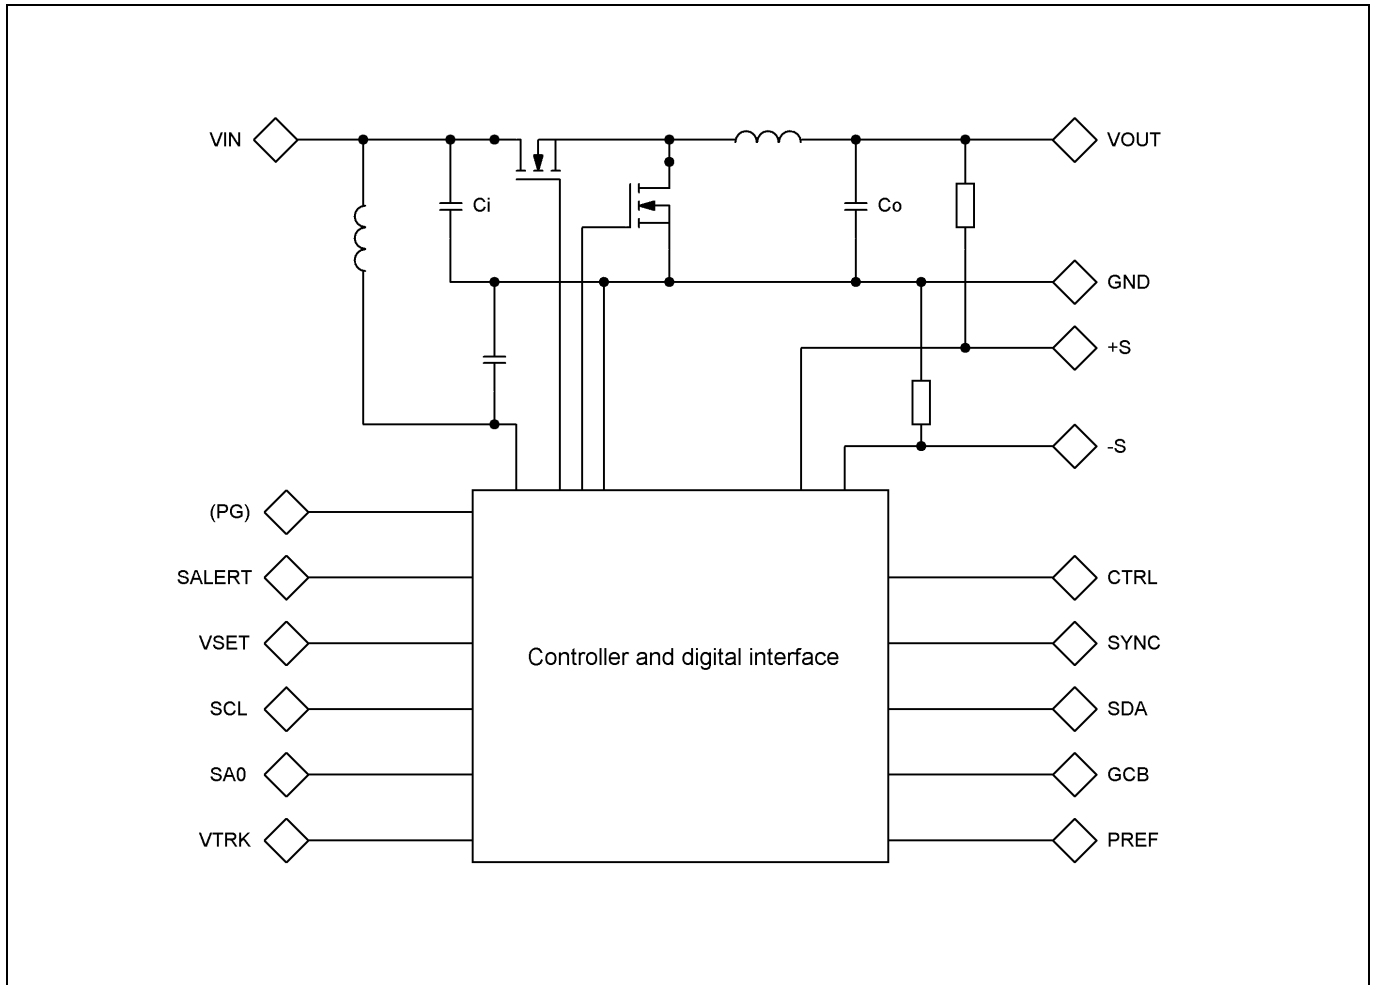 VIN
VOUT
Ci
Co
GND
+S
-S
(PG)
SALERT
CTRL
VSET
SYNC
Controller and digital interface
SCL
SDA
SA0
GCB
VTRK
PREF